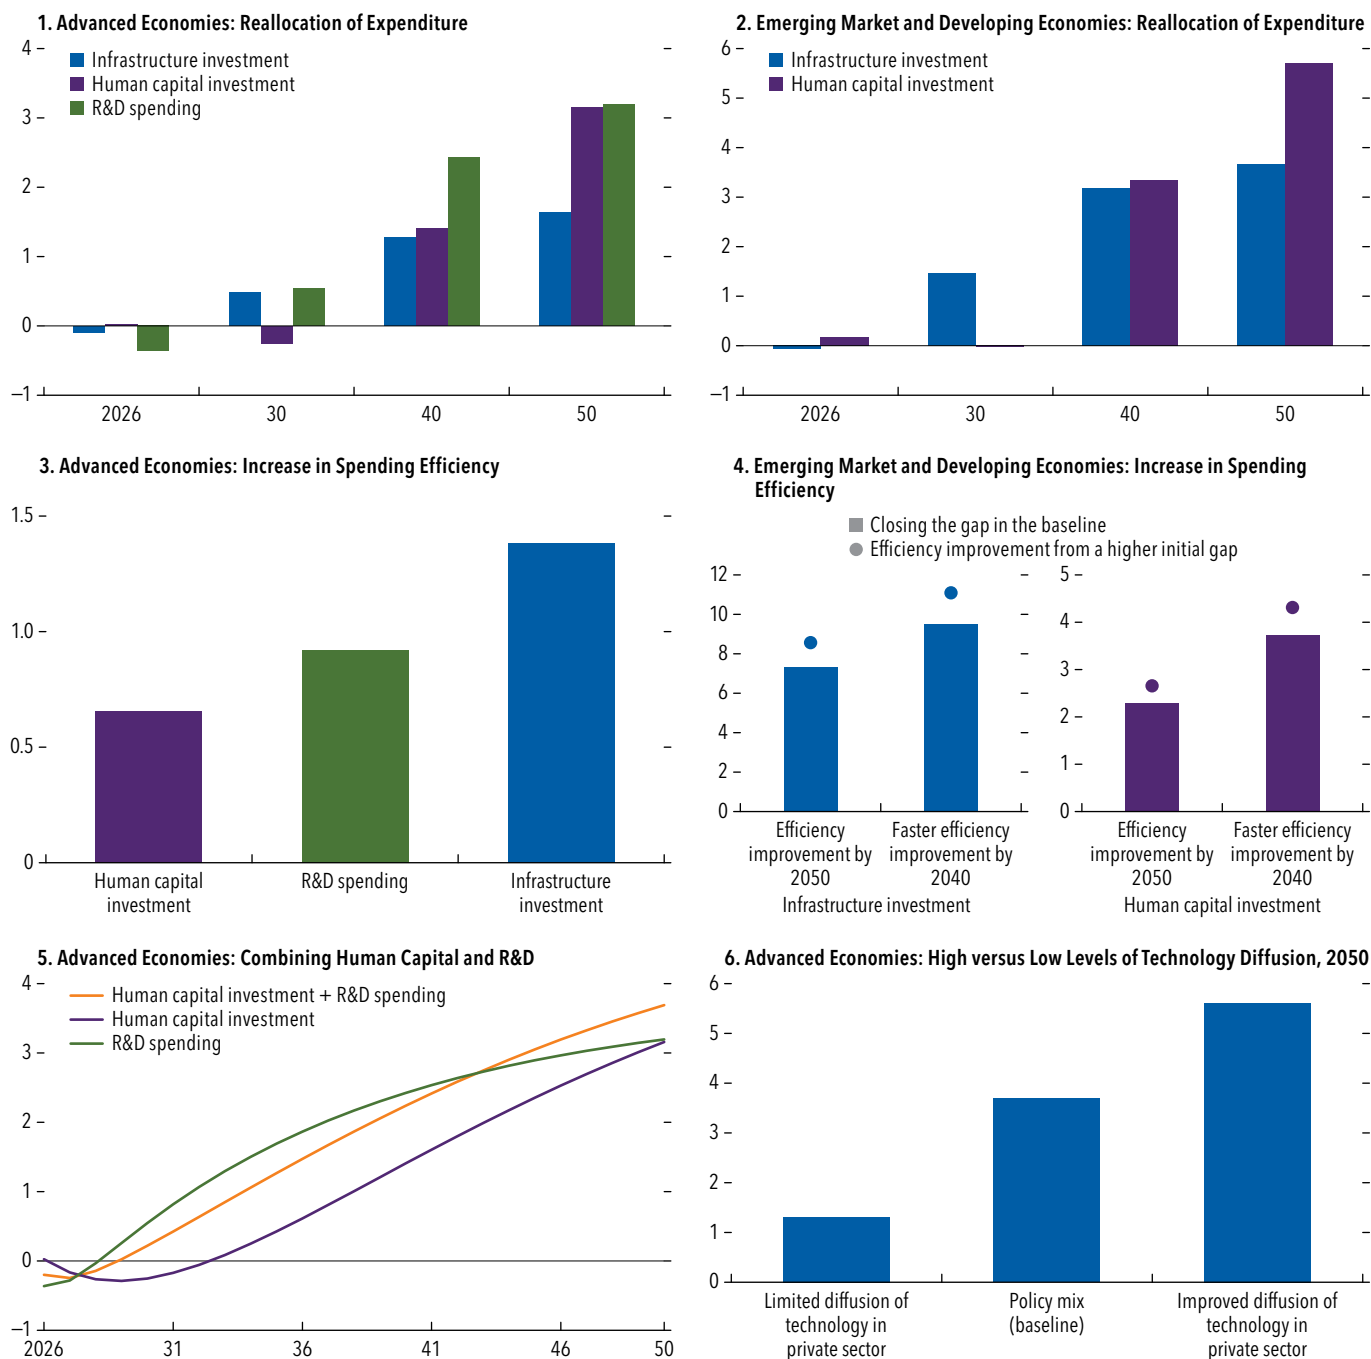 1. Advanced Economies: Reallocation of Expenditure
4
3
2
1
0
–1
Infrastructure investment
Human capital investment
R&D spending
2026 30 40 50
2. Emerging Market and Developing Economies: Reallocation of Expenditure
6
5
4
3
2
1
0
–1
Infrastructure investment
Human capital investment
2026 30 40 50
3. Advanced Economies: Increase in Spending Efficiency
1.5
1.0
0.5
0
Human capital
investment
R&D spending
Infrastructure
investment
4. Emerging Market and Developing Economies: Increase in Spending
Efficiency
Closing the gap in the baseline
Efficiency improvement from a higher initial gap
12
10
8
6
4
2
0
Efficiency
improvement by
2050
Faster efficiency
improvement by
2040
Infrastructure investment
5
4
3
2
1
0
Efficiency
improvement by
2050
Faster efficiency
improvement by
2040
Human capital investment
5. Advanced Economies: Combining Human Capital and R&D
4
3
2
1
0
–1
Human capital investment + R&D spending
Human capital investment
R&D spending
2026 31 36 41 46 50
6. Advanced Economies: High versus Low Levels of Technology Diffusion, 2050
6
5
4
3
2
1
0
Limited diffusion of
technology in
private sector
Policy mix
(baseline)
Improved diffusion of
technology in
private sector